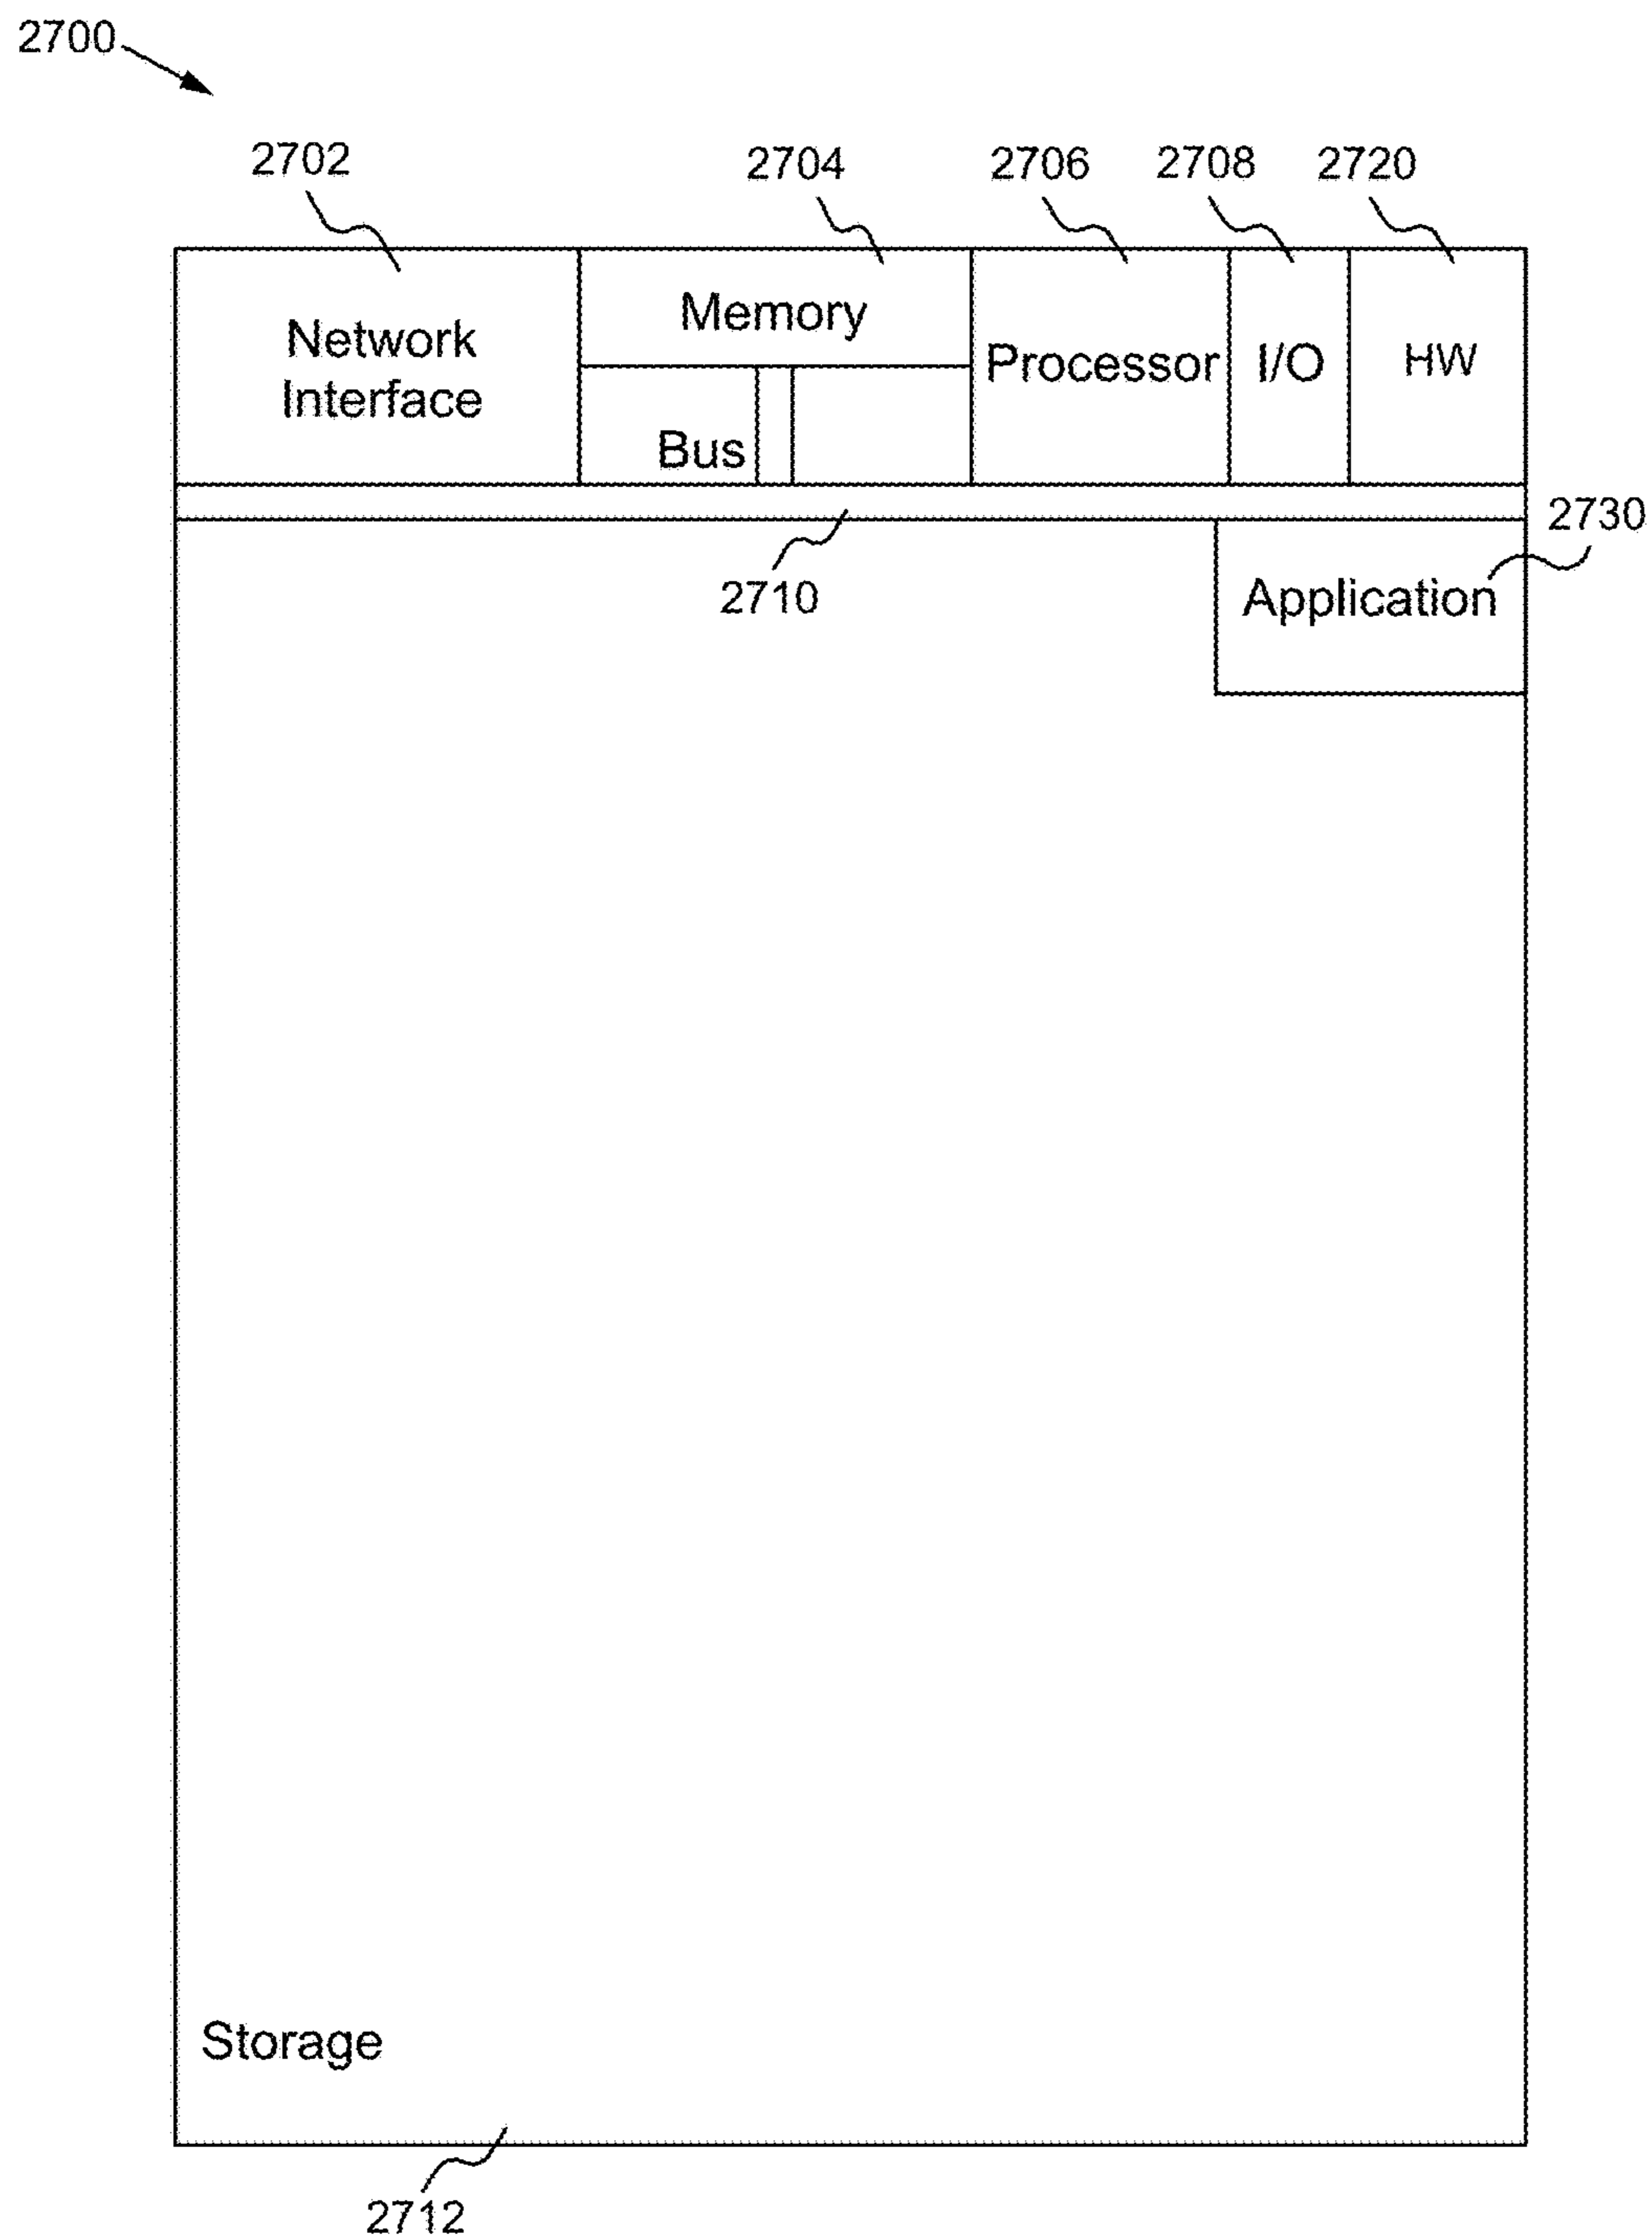 2700
2702
2704
2706
2708
2720
Network
Interface
Memory
Bus
Processor
I/O
HW
2730
2710
Application
Storage
2712